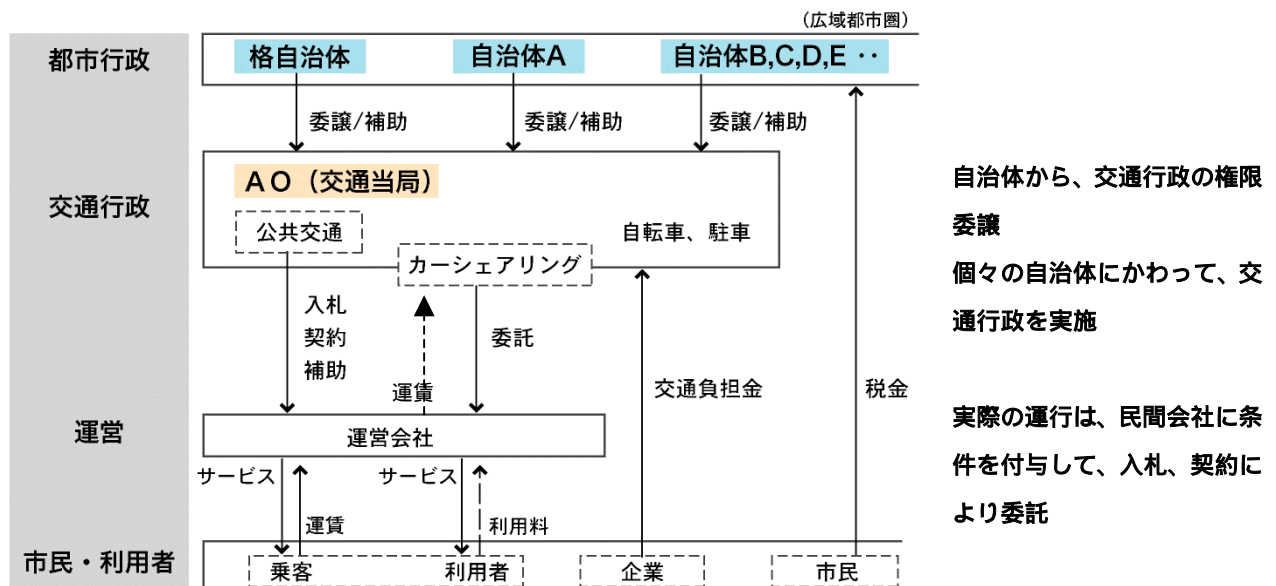 （広域都市圏）
都市行政
格自治体
自治体A
自治体B,C,D,E ‥
委譲/補助
委譲/補助
委譲/補助
交通行政
ＡＯ（交通当局）
公共交通
自転車、駐車
カーシェアリング
入札
契約
補助
運賃
委託
交通負担金
税金
運営
運営会社
サービス
運賃
サービス
利用料
市民・利用者
乗客
利用者
企業
市民
自治体から、交通行政の権限
委譲
個々の自治体にかわって、交
通行政を実施
実際の運行は、民間会社に条
件を付与して、入札、契約に
より委託